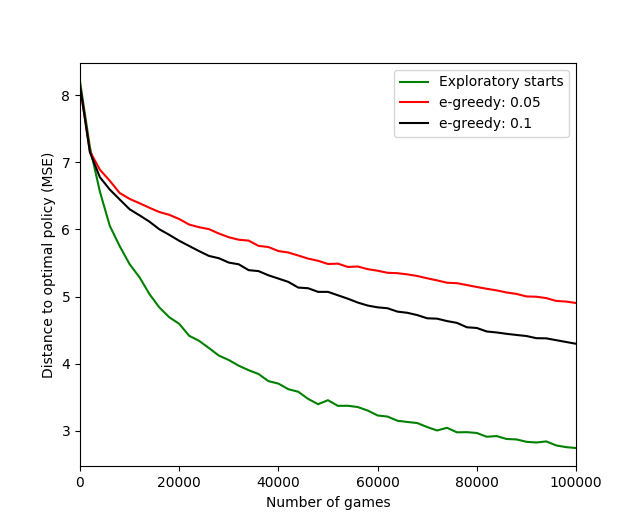 Exploratory starts
e-greedy: 0.05
e-greedy: 0.1
Distance to optimal policy (MSE)
8
7
6
5
4
3
0 20000 40000 60000 80000 100000
Number of games